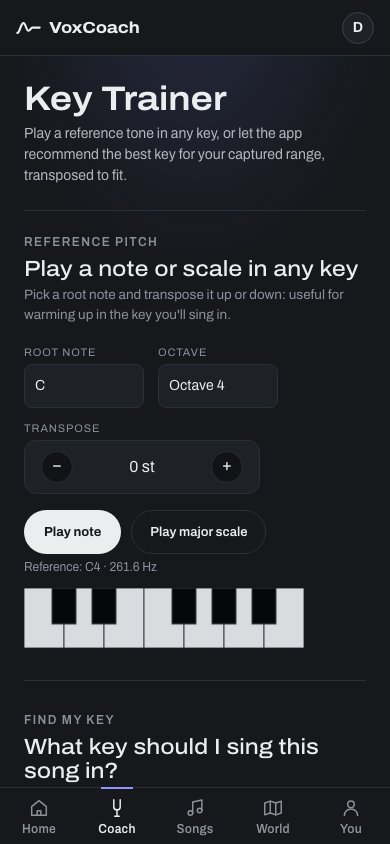 VoxCoach
D
Key Trainer
Play a reference tone in any key, or let the app
recommend the best key for your captured range,
transposed to fit.
REFERENCE PITCH
Play a note or scale in any key
Pick a root note and transpose it up or down: useful for
warming up in the key you'll sing in.
ROOT NOTE OCTAVE
C Octave 4
TRANSPOSE
− 0 st +
Play note Play major scale
Reference: C4 · 261.6 Hz
FIND MY KEY
What key should I sing this
song in?
Home Coach Songs World You